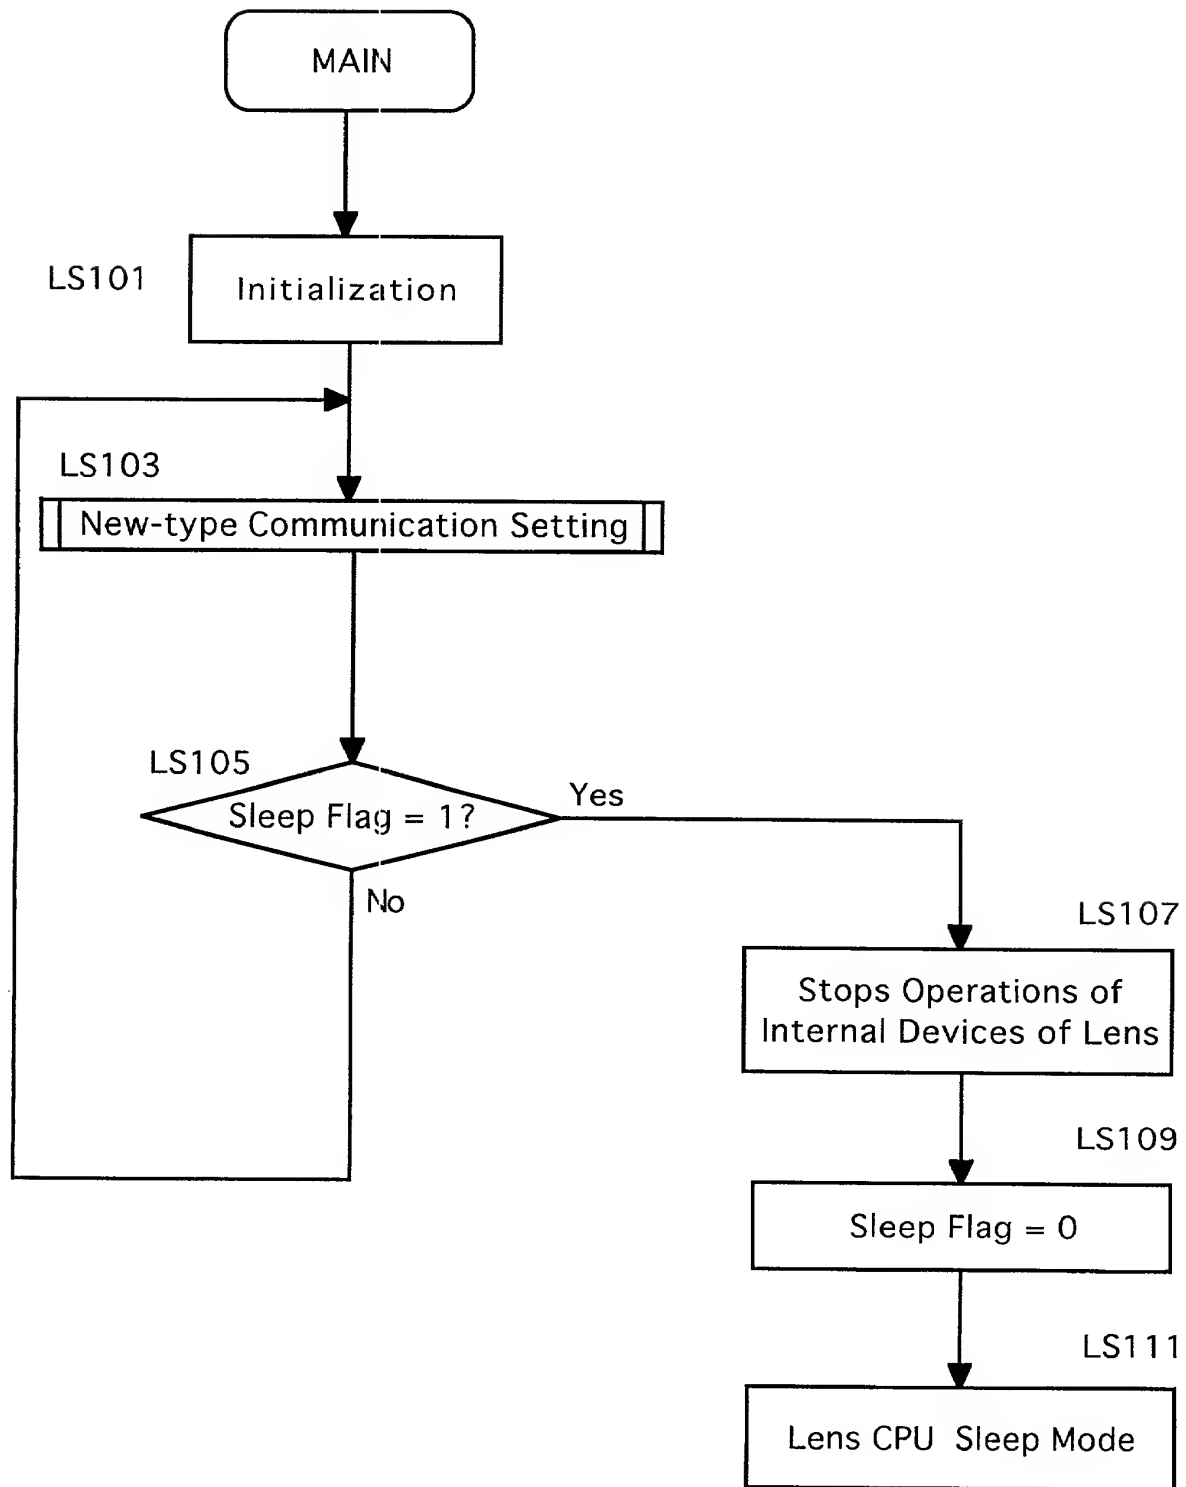 MAIN
LS101
Initialization
LS103
New-type Communication Setting
LS105
Sleep Flag = 1?
Yes
No
LS107
Stops Operations of
Internal Devices of Lens
LS109
Sleep Flag = 0
LS111
Lens CPU Sleep Mode